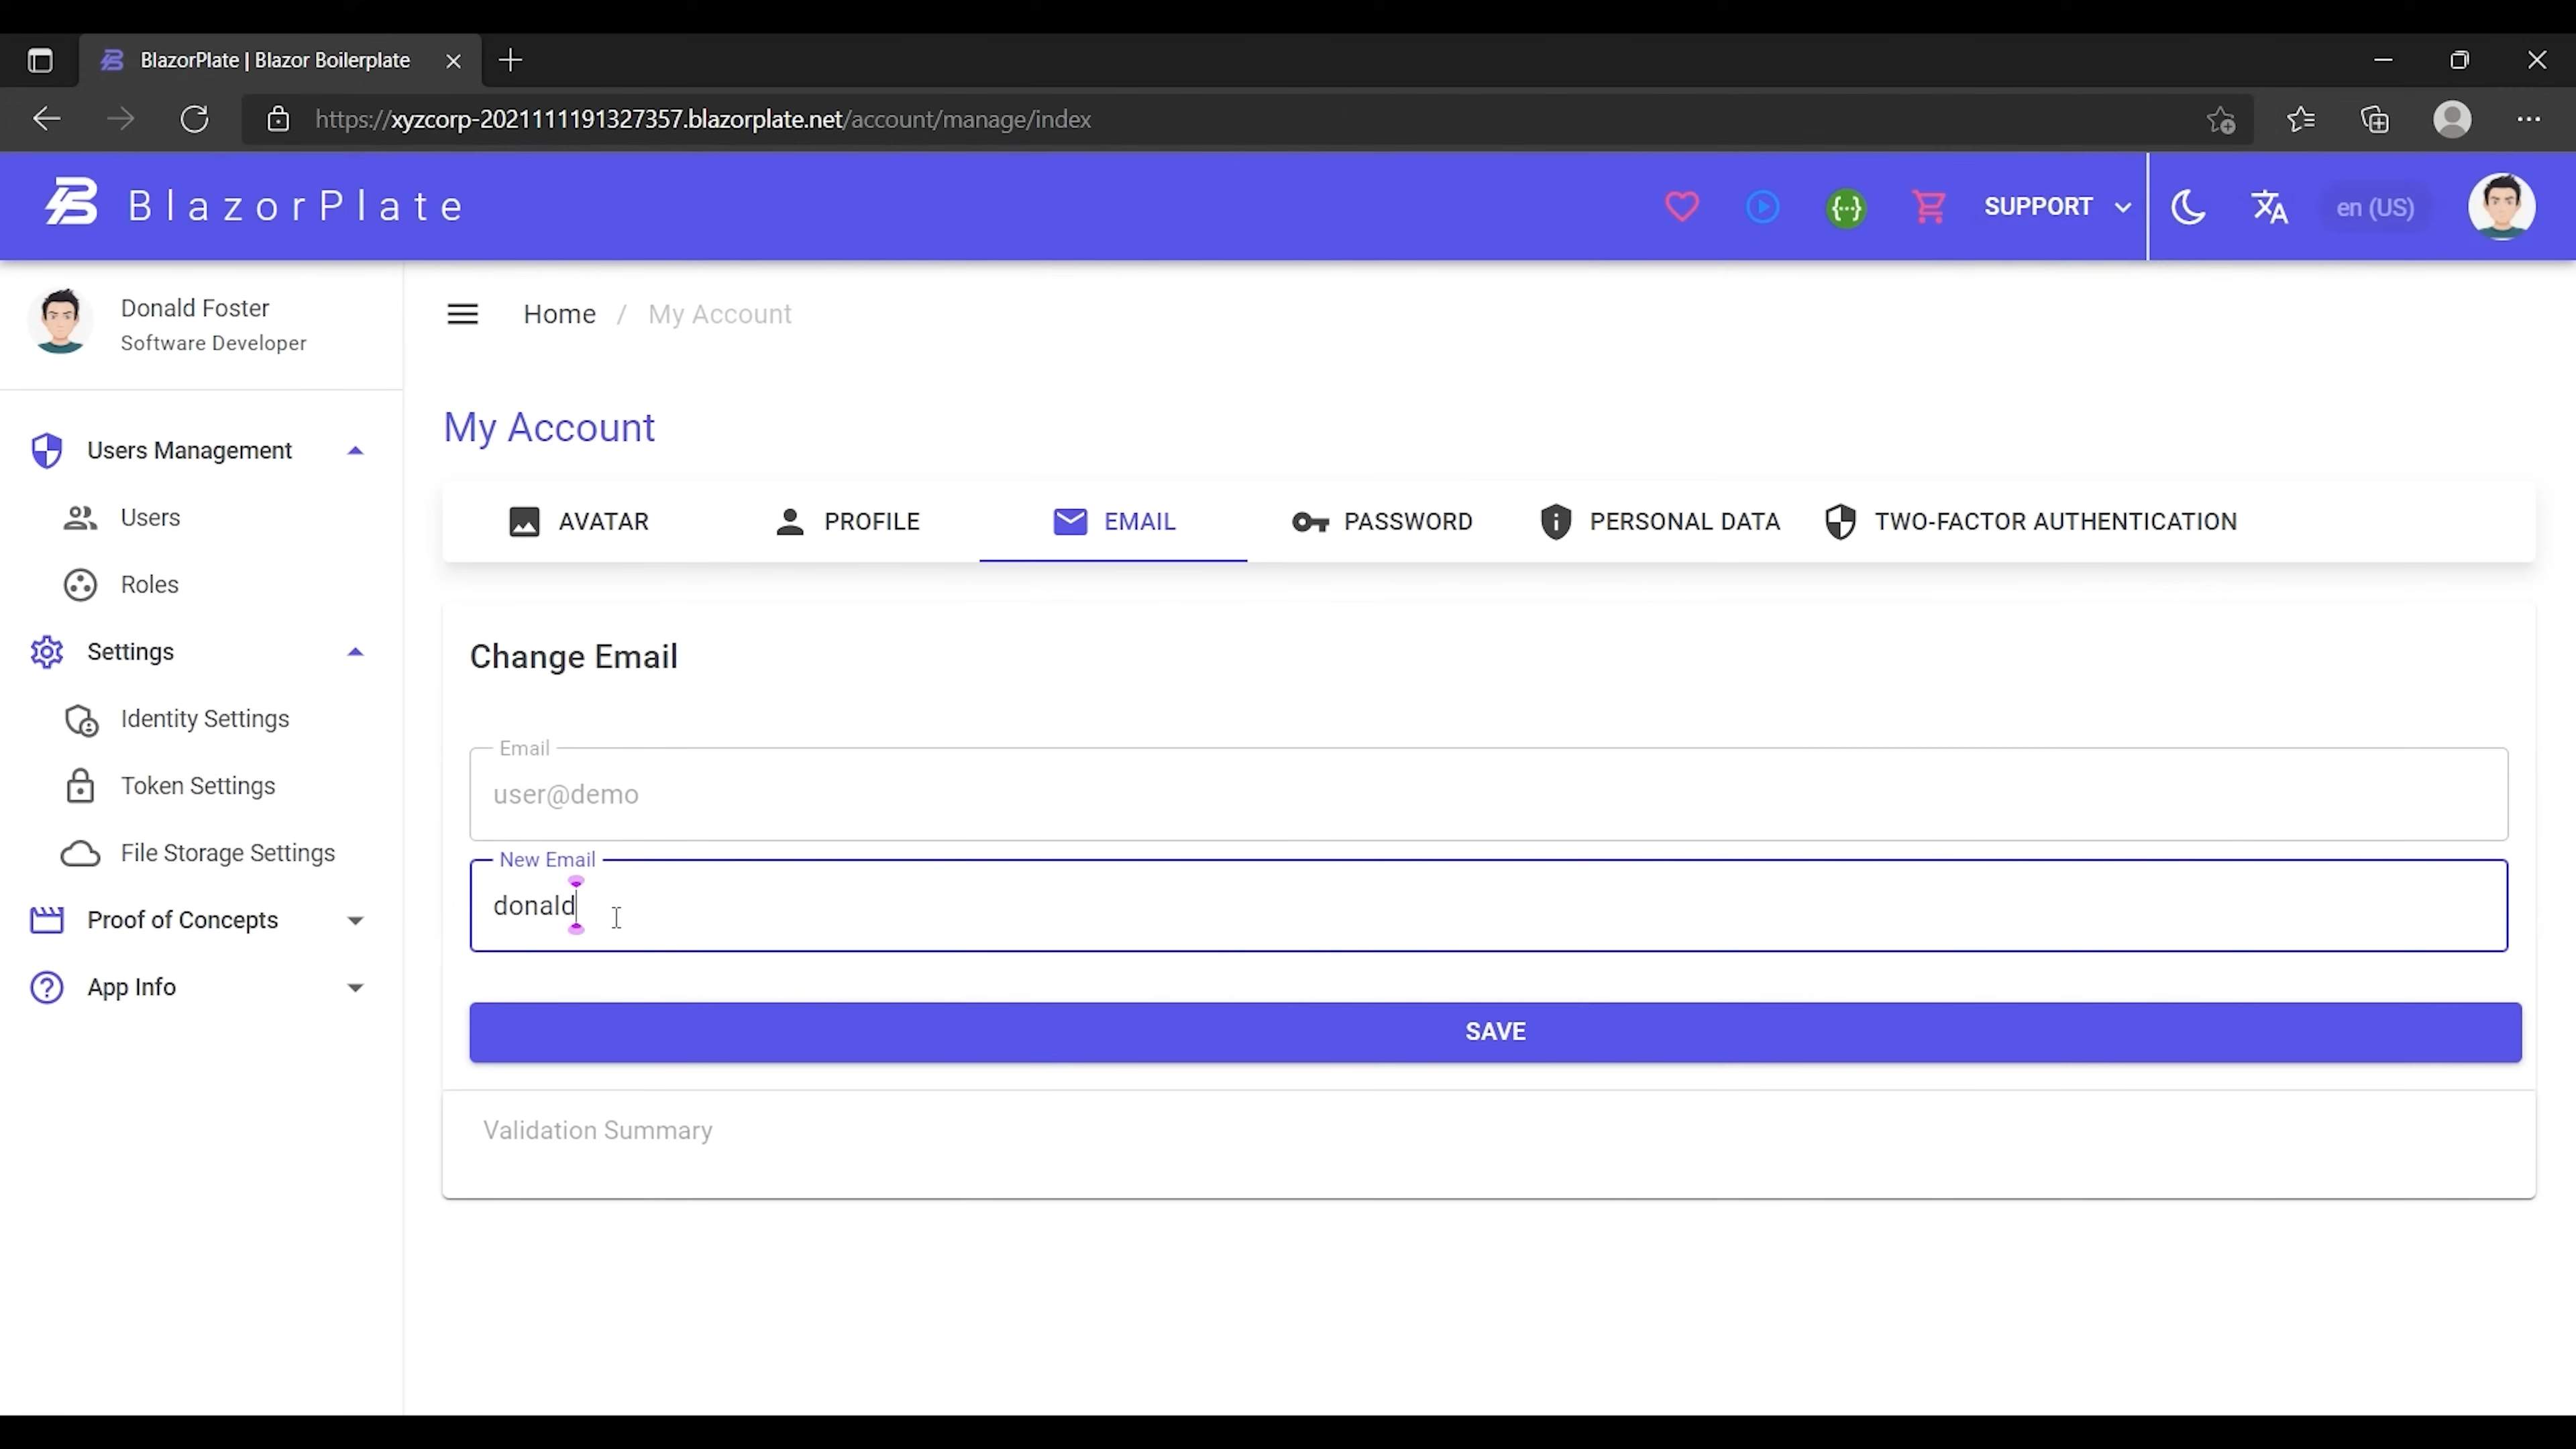 BlazorPlate | Blazor Boilerplate
https://xyzcorp-2021111191327357.blazorplate.net/account/manage/index
BlazorPlate
SUPPORT
en (US)
Donald Foster
Software Developer
Home / My Account
Users Management
Users
Roles
Settings
Identity Settings
Token Settings
File Storage Settings
Proof of Concepts
App Info
My Account
AVATAR
PROFILE
EMAIL
PASSWORD
PERSONAL DATA
TWO-FACTOR AUTHENTICATION
Change Email
Email
user@demo
New Email
donald
SAVE
Validation Summary